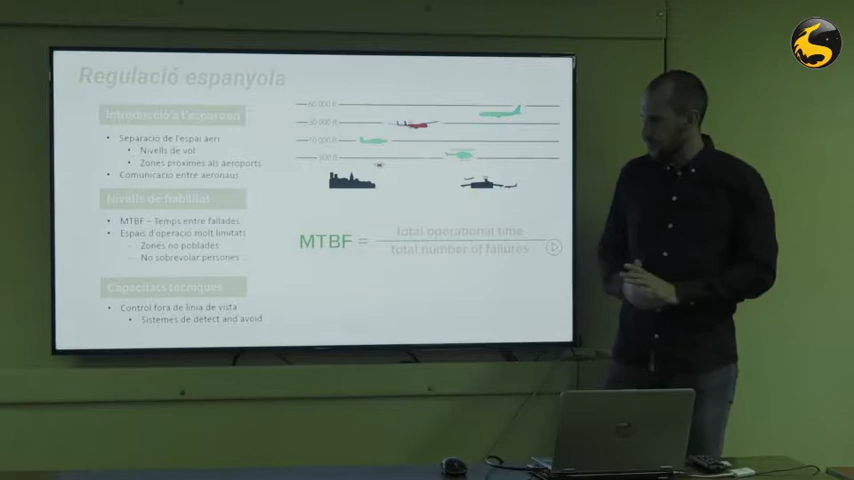 Regulació espanyola
Introducció a l'espai aeri
Separacio de l'espai aeri
Nivells de vol
Zones pròximes als aeroports
Comunicació entre aeronaus
Nivells de fiabilitat
MTBF – Temps entre fallades
Espais d'operació molt limitats
Zones no poblades
No sobrevolar persones
Capacitats tècniques
Control fora de línia de vista
Sistemes de detect and avoid
60 000 ft
30 000 ft
10 000 ft
MTBF = total operational time
total number of failures